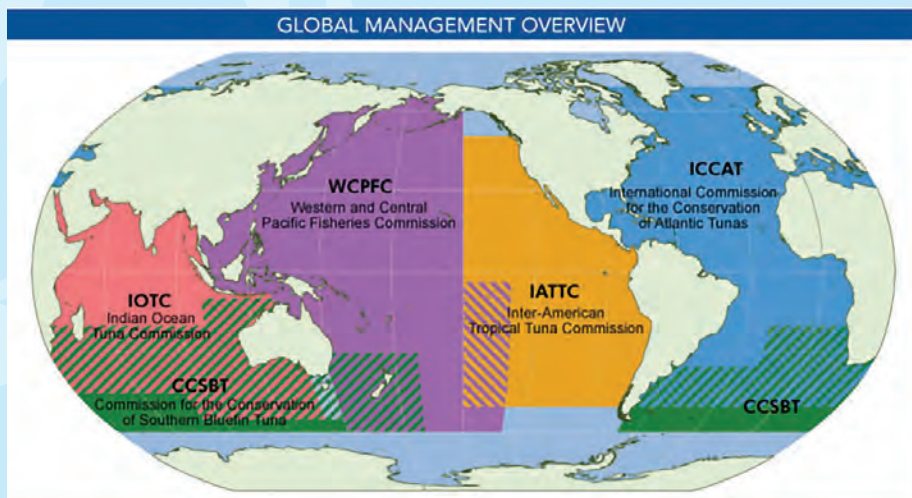 GLOBAL MANAGEMENT OVERVIEW
WCPFC
Western and Central
Pacific Fisheries Commission
ICCAT
International Commission
for the Conservation
of Atlantic Tunas
IOTC
Indian Ocean
Tuna Commission
IATTC
Inter-American
Tropical Tuna Commission
CCSBT
Commission for the Conservation
of Southern Bluefin Tuna
CCSBT